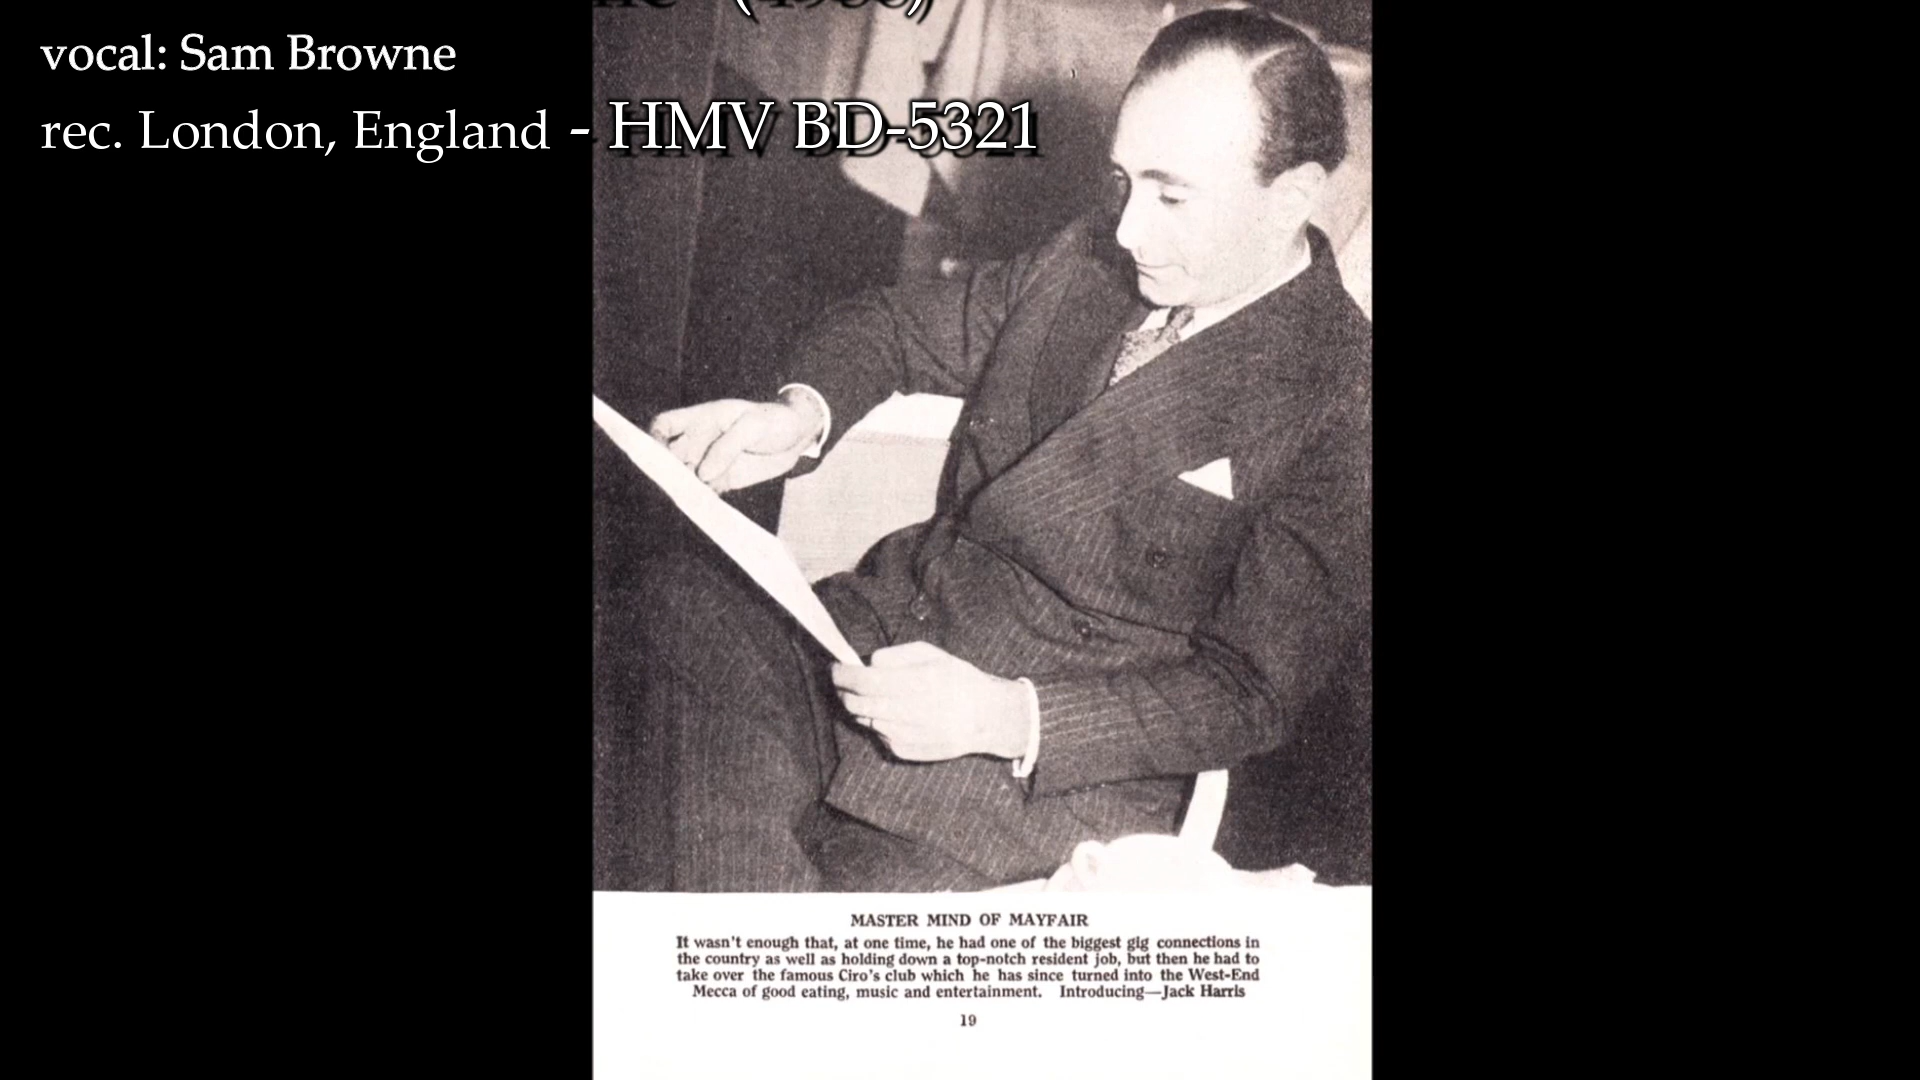 vocal: Sam Browne
rec. London, England - HMV BD-5321
MASTER MIND OF MAYFAIR
It wasn't enough that, at one time, he had one of the biggest gig connections in
the country as well as holding down a top-notch resident job, but then he had to
take over the famous Ciro's club which he has since turned into the West-End
Mecca of good eating, music and entertainment. Introducing—Jack Harris
19